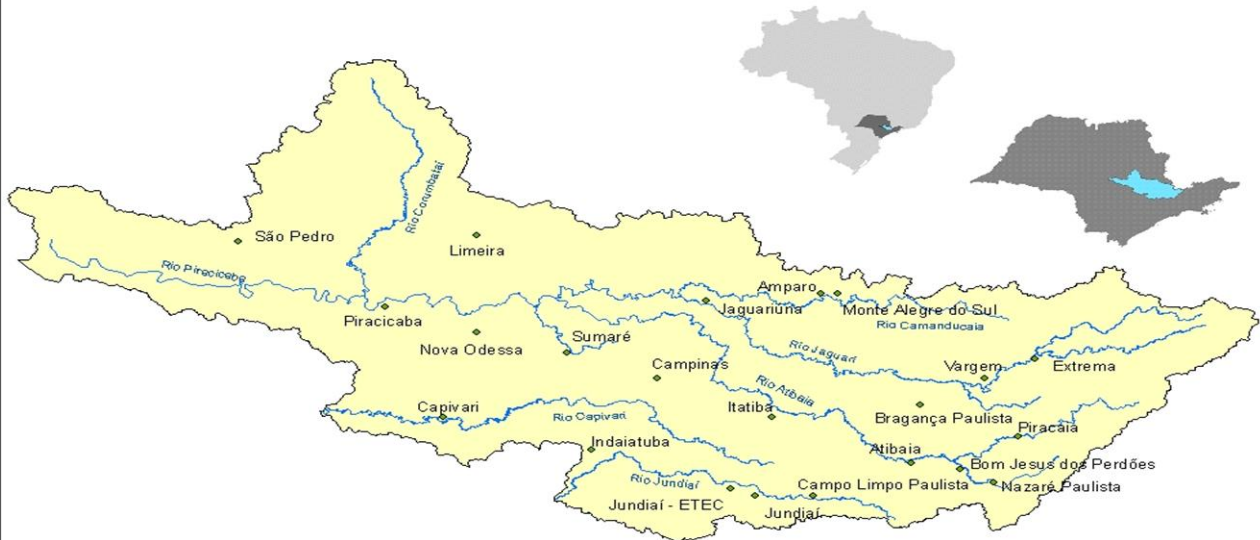 São Pedro
Limeira
Rio Corumbataí
Rio Piracicaba
Piracicaba
Nova Odessa
Sumaré
Campinas
Amparo
Jaguariúna
Monte Alegre do Sul
Rio Camanducaia
Rio Jaguari
Vargem
Extrema
Rio Atibaia
Itatiba
Bragança Paulista
Piracaia
Capivari
Rio Capivari
Indaiatuba
Atibaia
Bom Jesus dos Perdões
Nazaré Paulista
Rio Jundiaí
Campo Limpo Paulista
Jundiaí - ETEC
Jundiaí